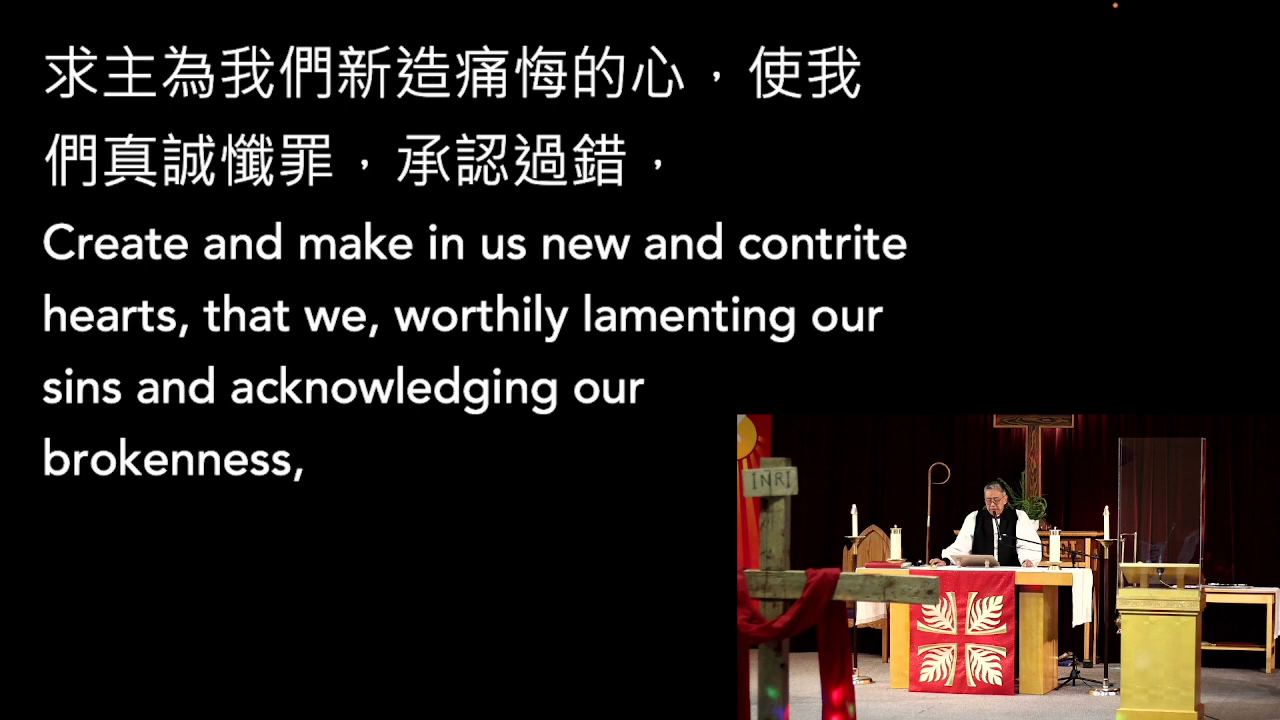 求主為我們新造痛悔的心，使我
們真誠懺罪，承認過錯，
Create and make in us new and contrite
hearts, that we, worthily lamenting our
sins and acknowledging our
brokenness,
INRI